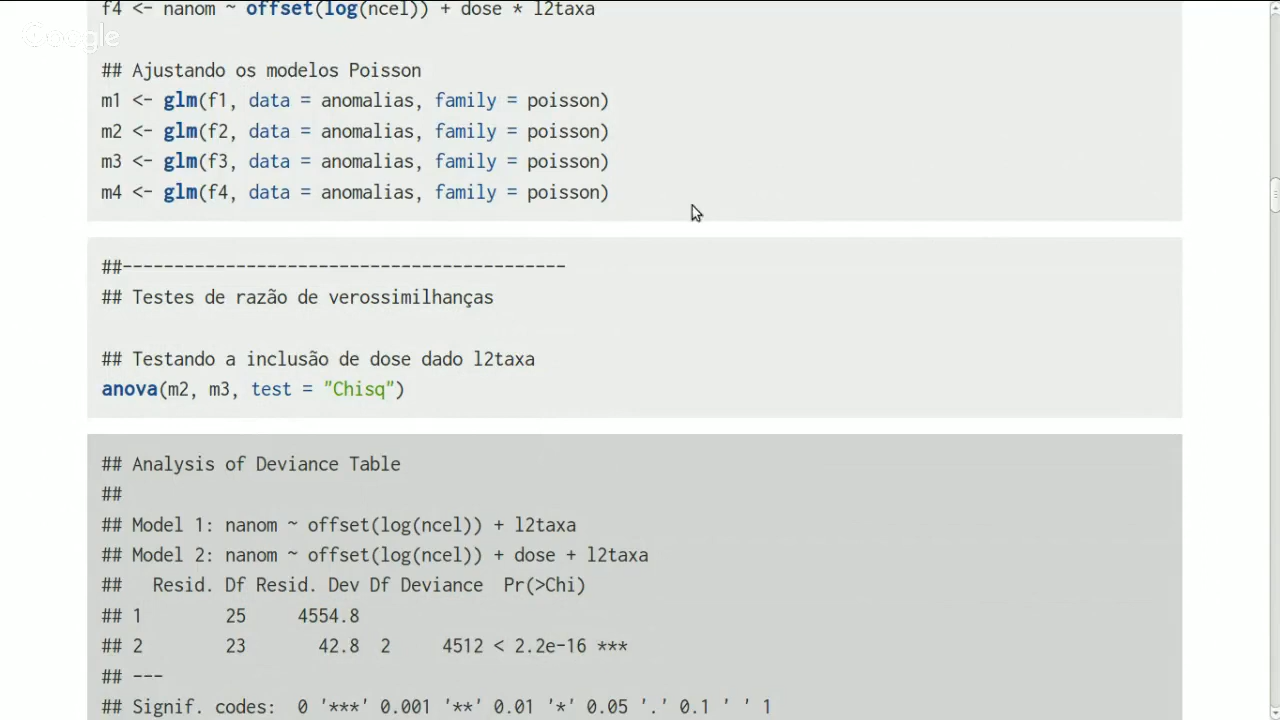 f4 <- nanom ~ offset(log(ncel)) + dose * l2taxa
Google
## Ajustando os modelos Poisson
m1 <- glm(f1, data = anomalias, family = poisson)
m2 <- glm(f2, data = anomalias, family = poisson)
m3 <- glm(f3, data = anomalias, family = poisson)
m4 <- glm(f4, data = anomalias, family = poisson)
##-------------------------------------------
## Testes de razão de verossimilhanças
## Testando a inclusão de dose dado l2taxa
anova(m2, m3, test = "Chisq")
## Analysis of Deviance Table
##
## Model 1: nanom ~ offset(log(ncel)) + l2taxa
## Model 2: nanom ~ offset(log(ncel)) + dose + l2taxa
##   Resid. Df Resid. Dev Df Deviance  Pr(>Chi)
## 1        25     4554.8
## 2        23       42.8  2     4512 < 2.2e-16 ***
## ---
## Signif. codes:  0 '***' 0.001 '**' 0.01 '*' 0.05 '.' 0.1 ' ' 1